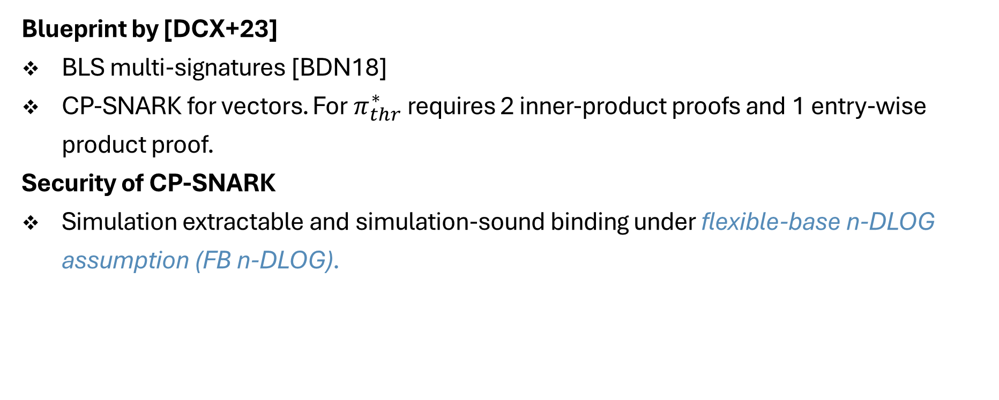 Blueprint by [DCX+23]
❖ BLS multi-signatures [BDN18]
❖ CP-SNARK for vectors. For $\pi^*_{thr}$ requires 2 inner-product proofs and 1 entry-wise
product proof.
Security of CP-SNARK
❖ Simulation extractable and simulation-sound binding under flexible-base n-DLOG
assumption (FB n-DLOG).